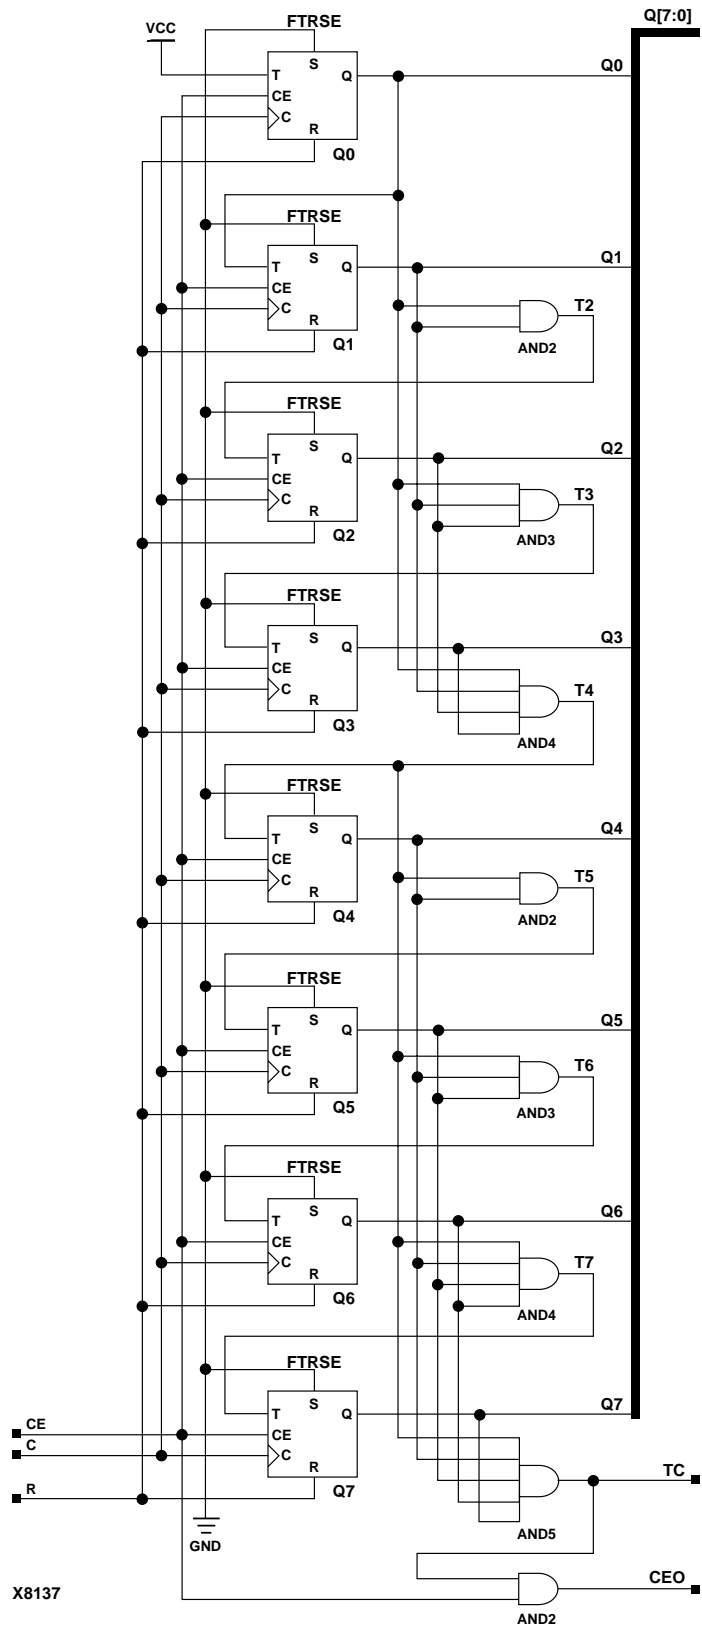 Q[7:0]
VCC
FTRSE
S
T
Q
Q0
CE
C
R
Q0
FTRSE
S
T
Q
Q1
CE
C
R
Q1
T2
AND2
FTRSE
S
T
Q
Q2
CE
C
R
Q2
T3
AND3
FTRSE
S
T
Q
Q3
CE
C
R
Q3
T4
AND4
FTRSE
S
T
Q
Q4
CE
C
R
Q4
T5
AND2
FTRSE
S
T
Q
Q5
CE
C
R
Q5
T6
AND3
FTRSE
S
T
Q
Q6
CE
C
R
Q6
T7
AND4
FTRSE
S
T
Q
Q7
CE
CE
C
C
R
R
Q7
TC
AND5
GND
CEO
AND2
X8137